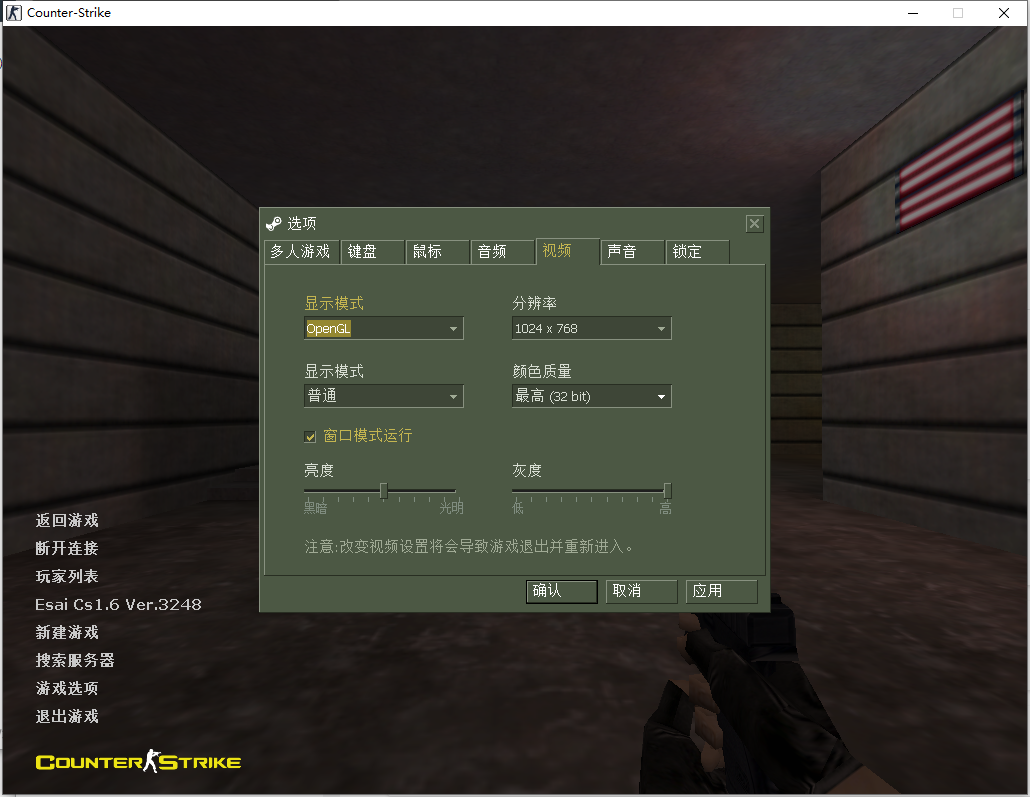 Counter-Strike
选项
多人游戏 键盘 鼠标 音频 视频 声音 锁定
显示模式 分辨率
OpenGL 1024 x 768
显示模式 颜色质量
普通 最高 (32 bit)
窗口模式运行
亮度 灰度
黑暗 光明 低 高
注意:改变视频设置将会导致游戏退出并重新进入。
确认 取消 应用
返回游戏
断开连接
玩家列表
Esai Cs1.6 Ver.3248
新建游戏
搜索服务器
游戏选项
退出游戏
COUNTER STRIKE